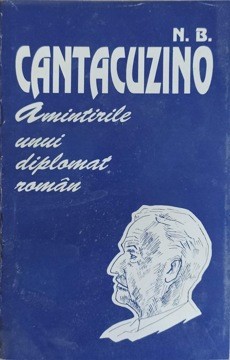 N. B.
CANTACUZINO
Amintirile
unui
diplomat
român